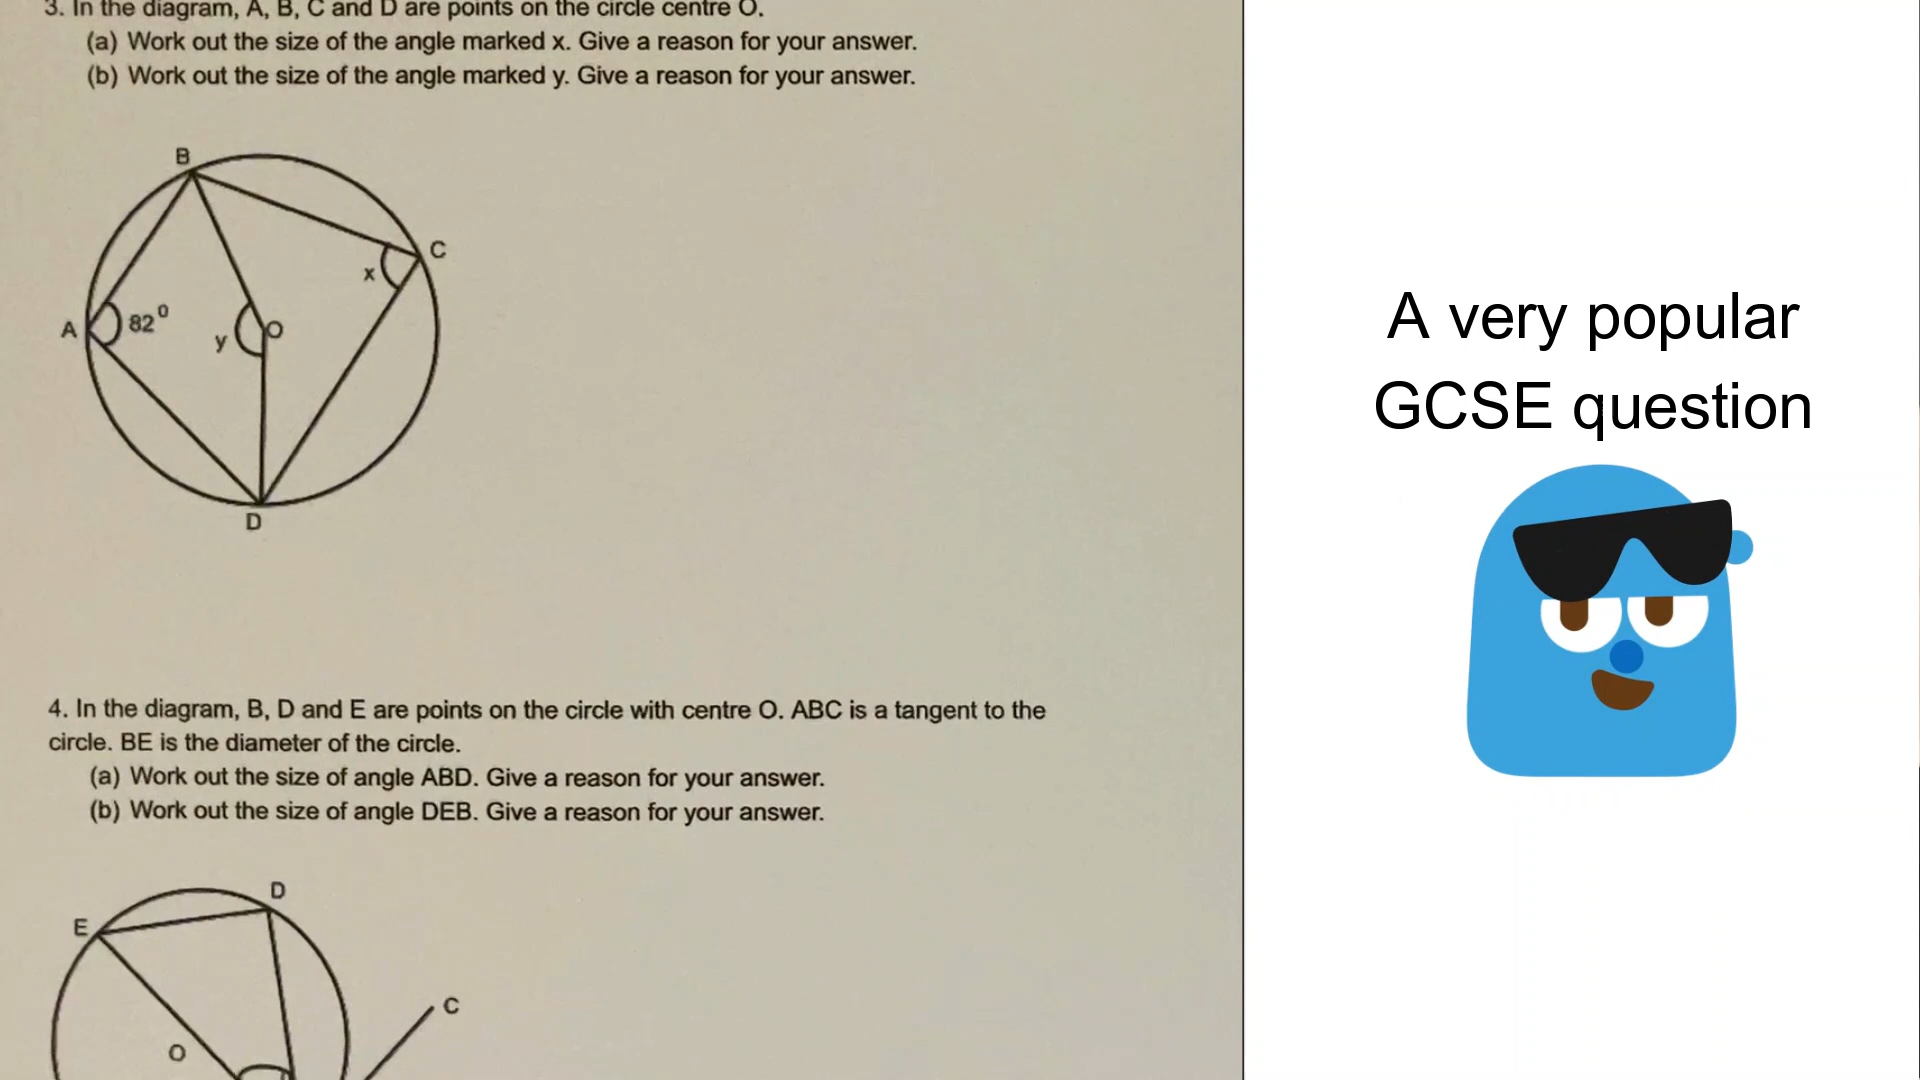 3. In the diagram, A, B, C and D are points on the circle centre O.
(a) Work out the size of the angle marked x. Give a reason for your answer.
(b) Work out the size of the angle marked y. Give a reason for your answer.
B
C
x
A
82⁰
y
O
D
A very popular
GCSE question
4. In the diagram, B, D and E are points on the circle with centre O. ABC is a tangent to the
circle. BE is the diameter of the circle.
(a) Work out the size of angle ABD. Give a reason for your answer.
(b) Work out the size of angle DEB. Give a reason for your answer.
D
E
C
O